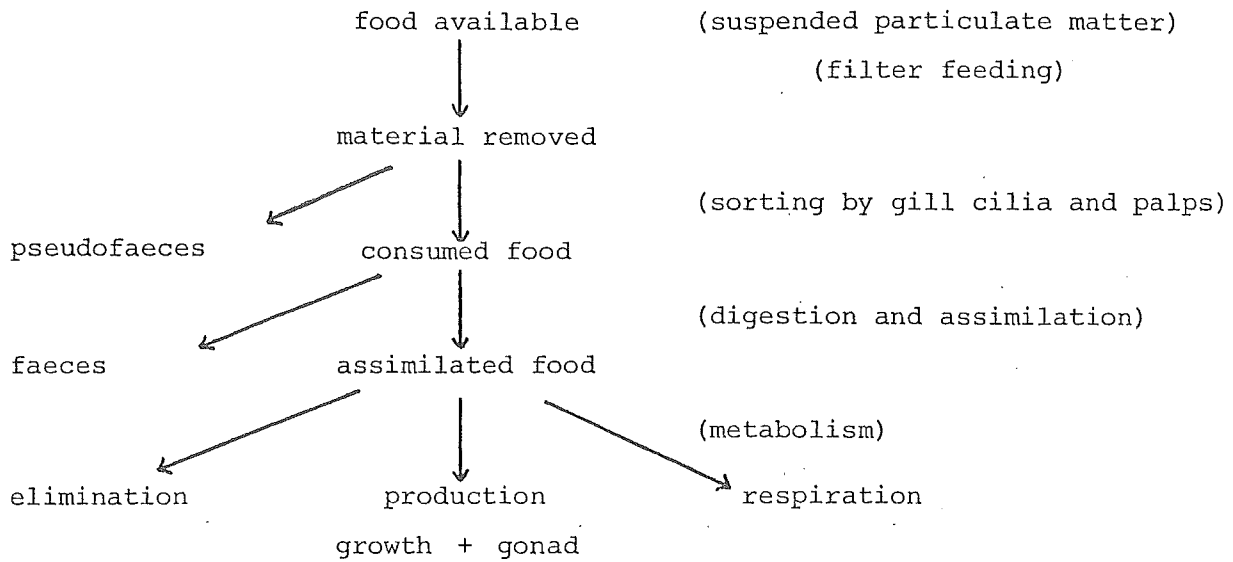 food available (suspended particulate matter)
(filter feeding)
material removed
(sorting by gill cilia and palps)
pseudofaeces consumed food
(digestion and assimilation)
faeces assimilated food
(metabolism)
elimination production respiration
growth + gonad